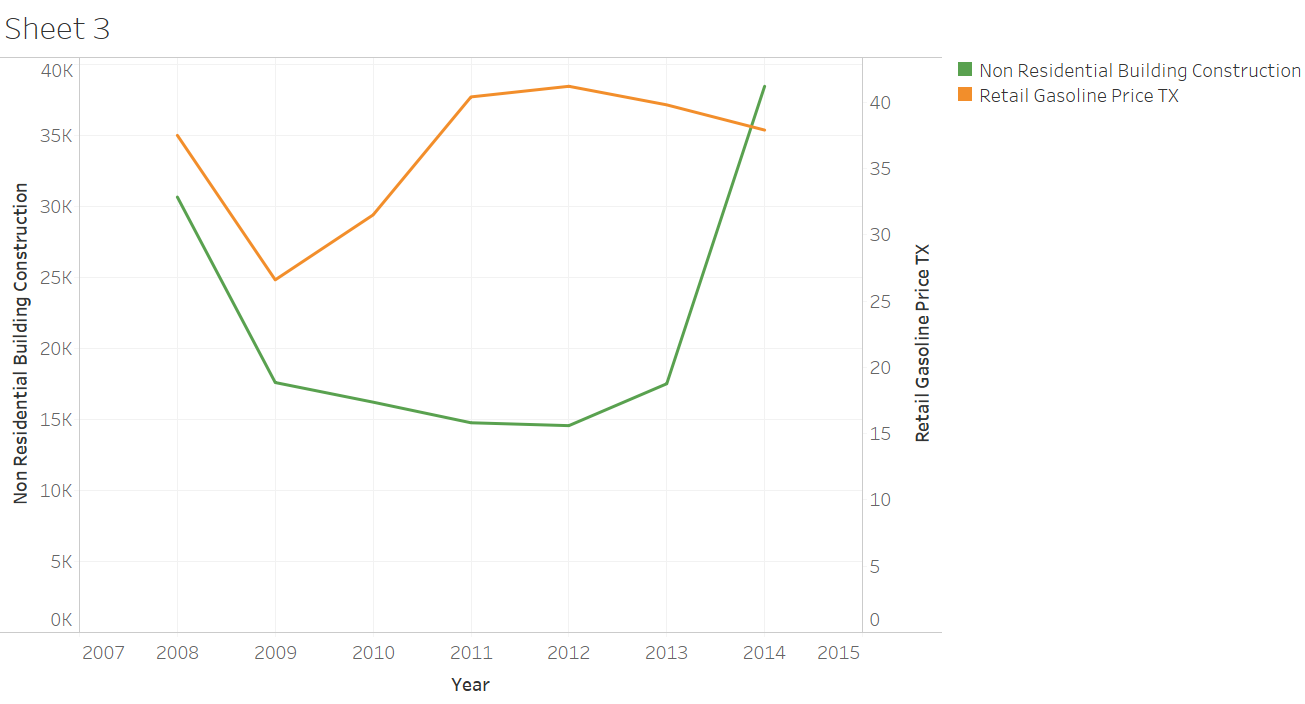 Sheet 3
Non Residential Building Construction
Retail Gasoline Price TX
Non Residential Building Construction
40K
35K
30K
25K
20K
15K
10K
5K
0K
40
35
30
25
20
15
10
5
0
Retail Gasoline Price TX
2007 2008 2009 2010 2011 2012 2013 2014 2015
Year